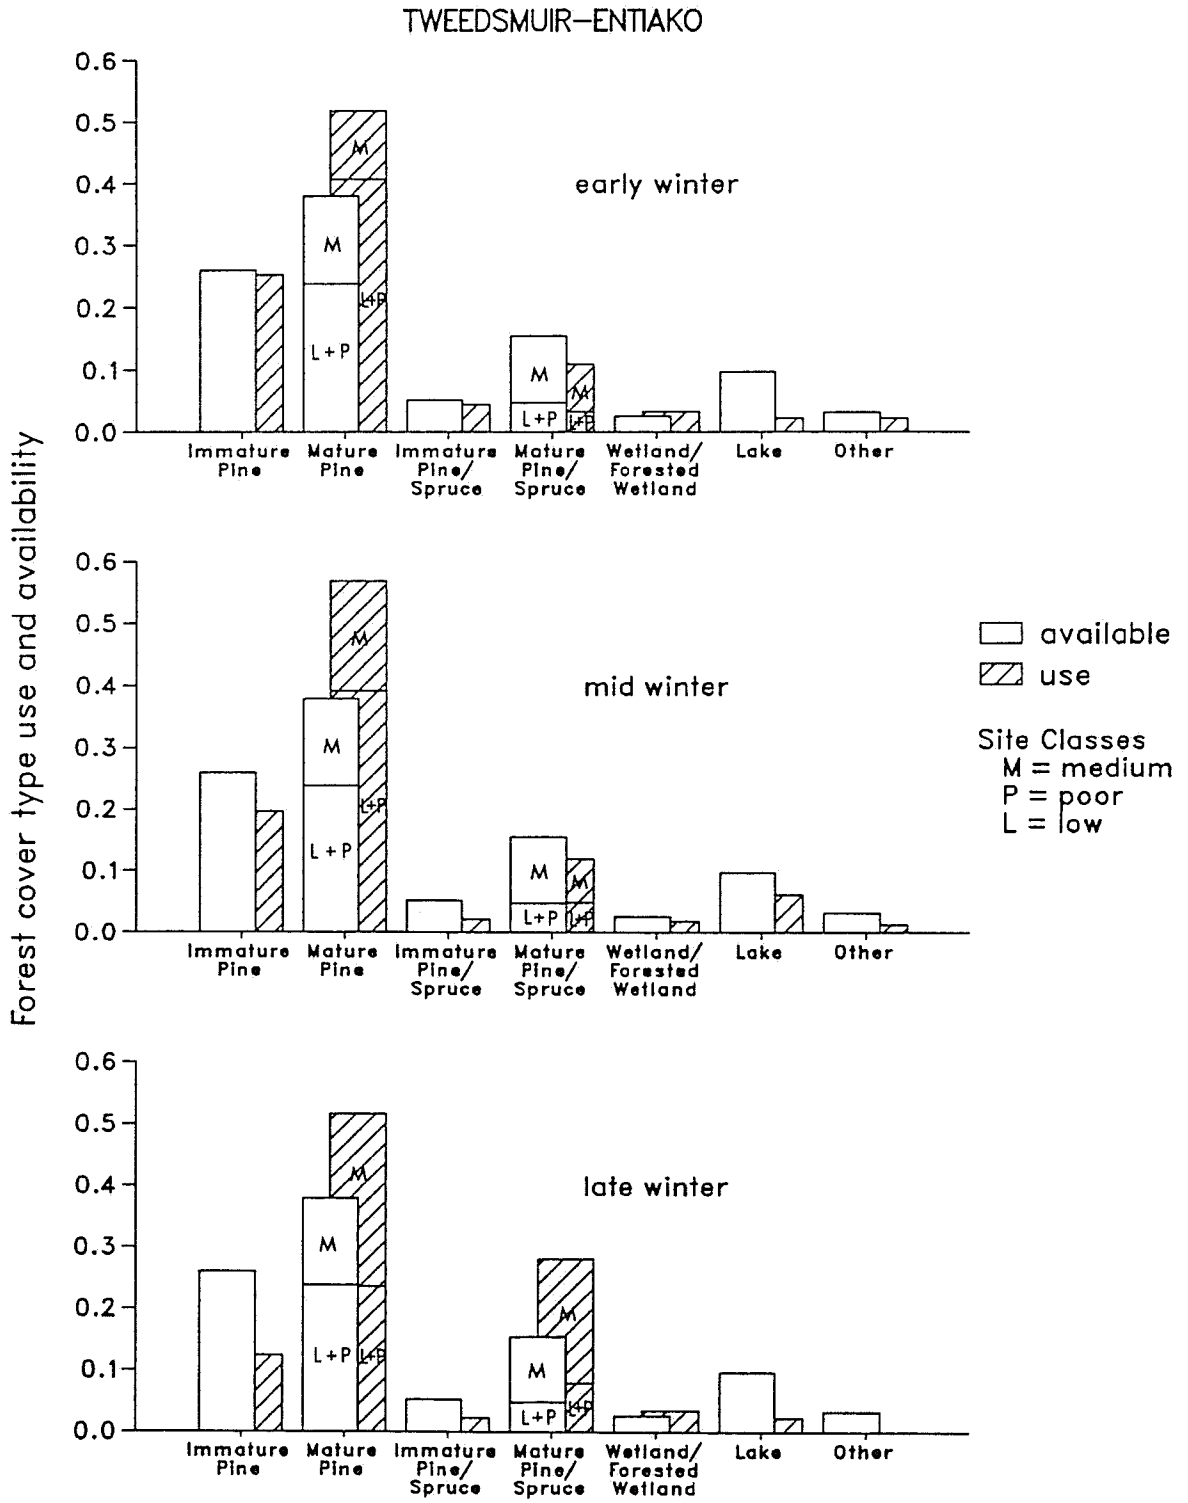 TWEEDSMUIR-ENTIAKO
Forest cover type use and availability
0.6
0.5
0.4
0.3
0.2
0.1
0.0
early winter
M
M
L+P
L+P
M
M
L+P
L+P
Immature Mature Immature Mature Wetland/ Lake Other
Pine Pine Pine/ Pine/ Forested
Spruce Spruce Wetland
0.6
0.5
0.4
0.3
0.2
0.1
0.0
mid winter
M
M
L+P
L+P
M
M
L+P
L+P
Immature Mature Immature Mature Wetland/ Lake Other
Pine Pine Pine/ Pine/ Forested
Spruce Spruce Wetland
available
use
Site Classes
M = medium
P = poor
L = low
0.6
0.5
0.4
0.3
0.2
0.1
0.0
late winter
M
M
L+P
L+P
M
M
L+P
L+P
Immature Mature Immature Mature Wetland/ Lake Other
Pine Pine Pine/ Pine/ Forested
Spruce Spruce Wetland